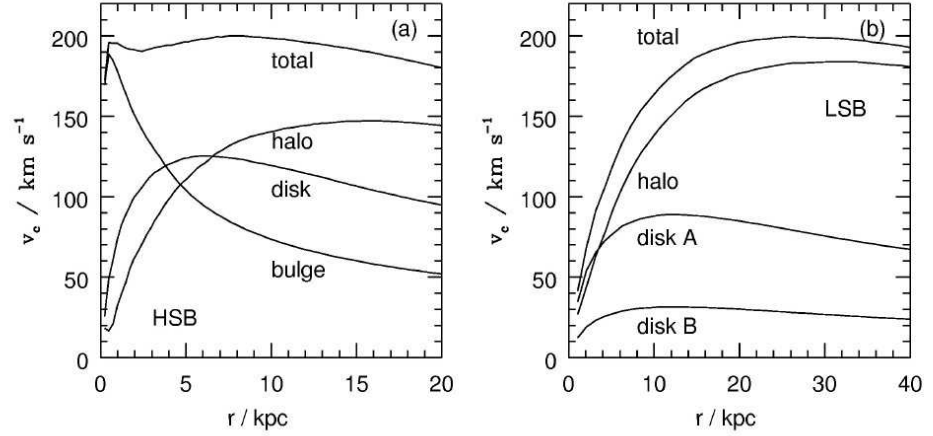 (a)
200
150
100
50
0
total
halo
disk
bulge
HSB
v_c / km s⁻¹
0 5 10 15 20
r / kpc
(b)
200
150
100
50
0
total
LSB
halo
disk A
disk B
v_c / km s⁻¹
0 10 20 30 40
r / kpc